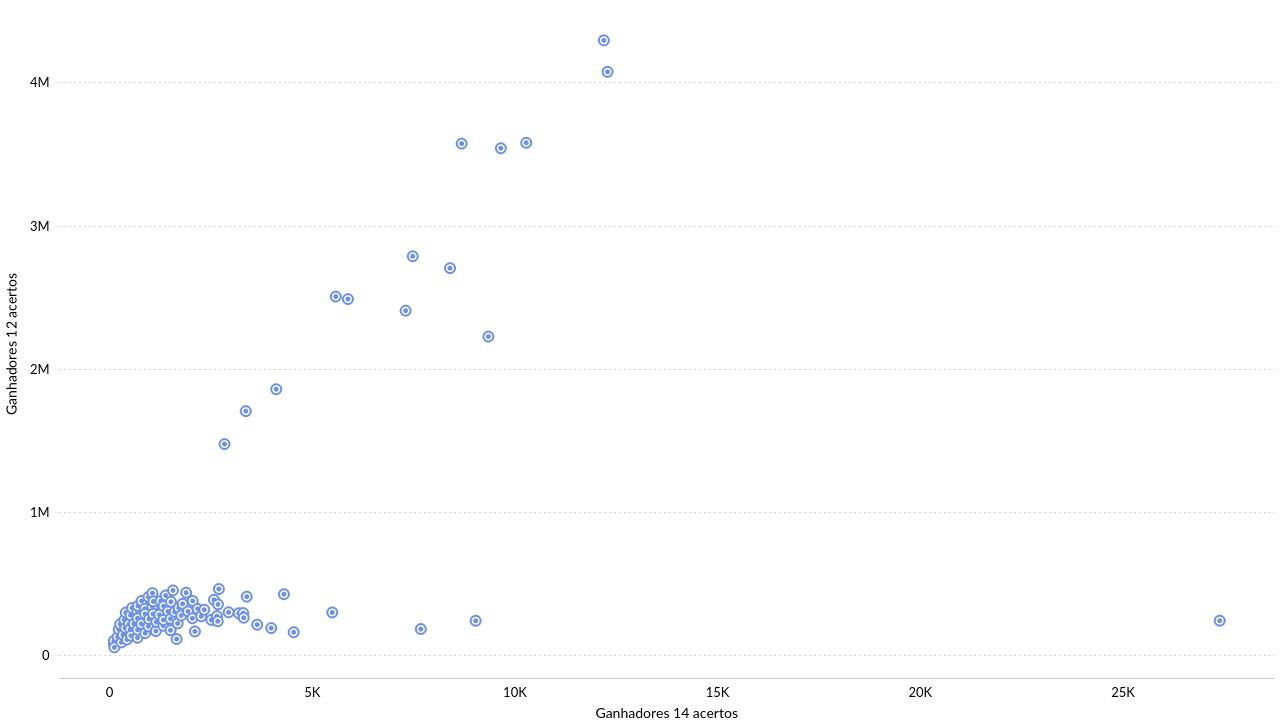 4M
3M
2M
1M
0
Ganhadores 12 acertos
0 5K 10K 15K 20K 25K
Ganhadores 14 acertos